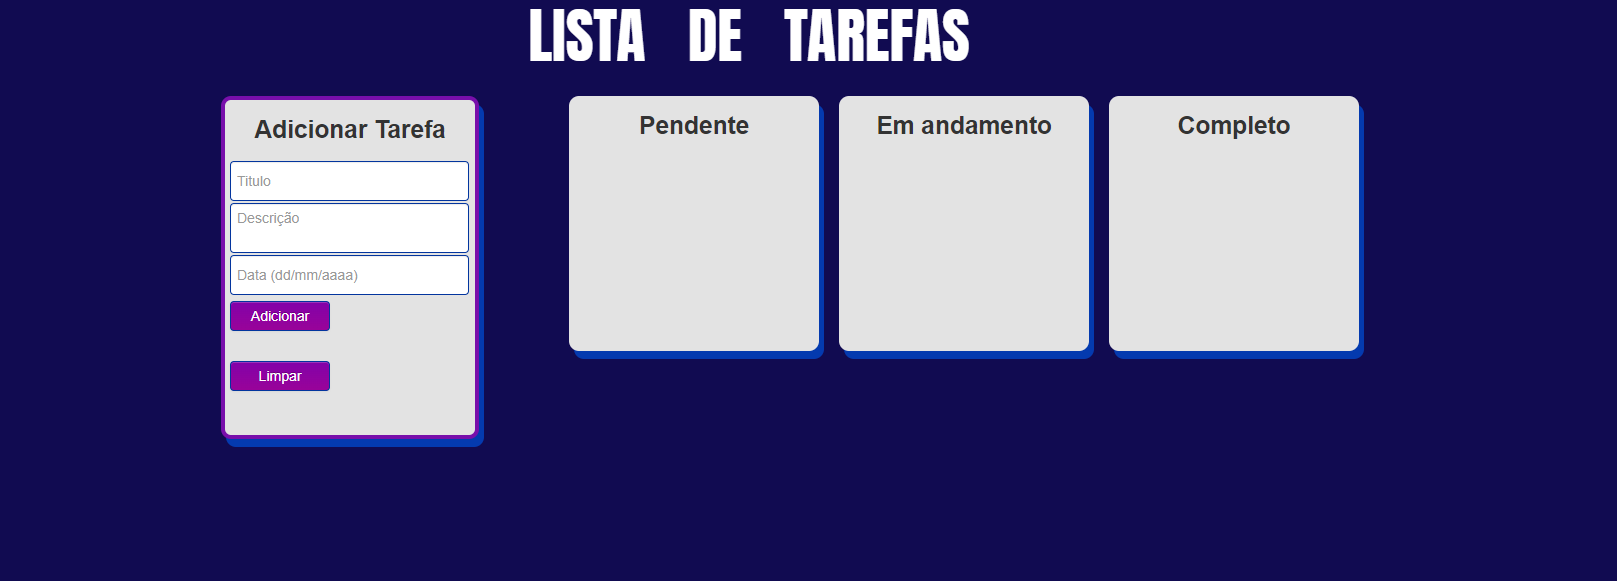 LISTA DE TAREFAS
Adicionar Tarefa
Titulo
Descrição
Data (dd/mm/aaaa)
Adicionar
Limpar
Pendente
Em andamento
Completo